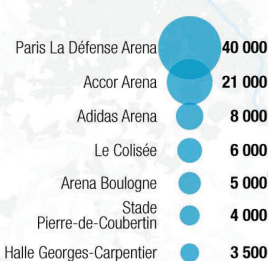 Paris La Défense Arena 40 000
Accor Arena 21 000
Adidas Arena 8 000
Le Colisée 6 000
Arena Boulogne 5 000
Stade
Pierre-de-Coubertin 4 000
Halle Georges-Carpentier 3 500